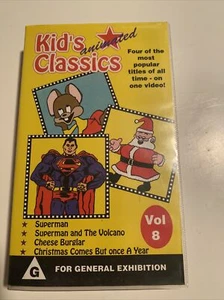 Kid's animated
Classics
Four of the
most
popular
titles of all
time - on
one video!
Superman
Superman and The Volcano
Cheese Burglar
Christmas Comes But once A Year
Vol
8
G
FOR GENERAL EXHIBITION